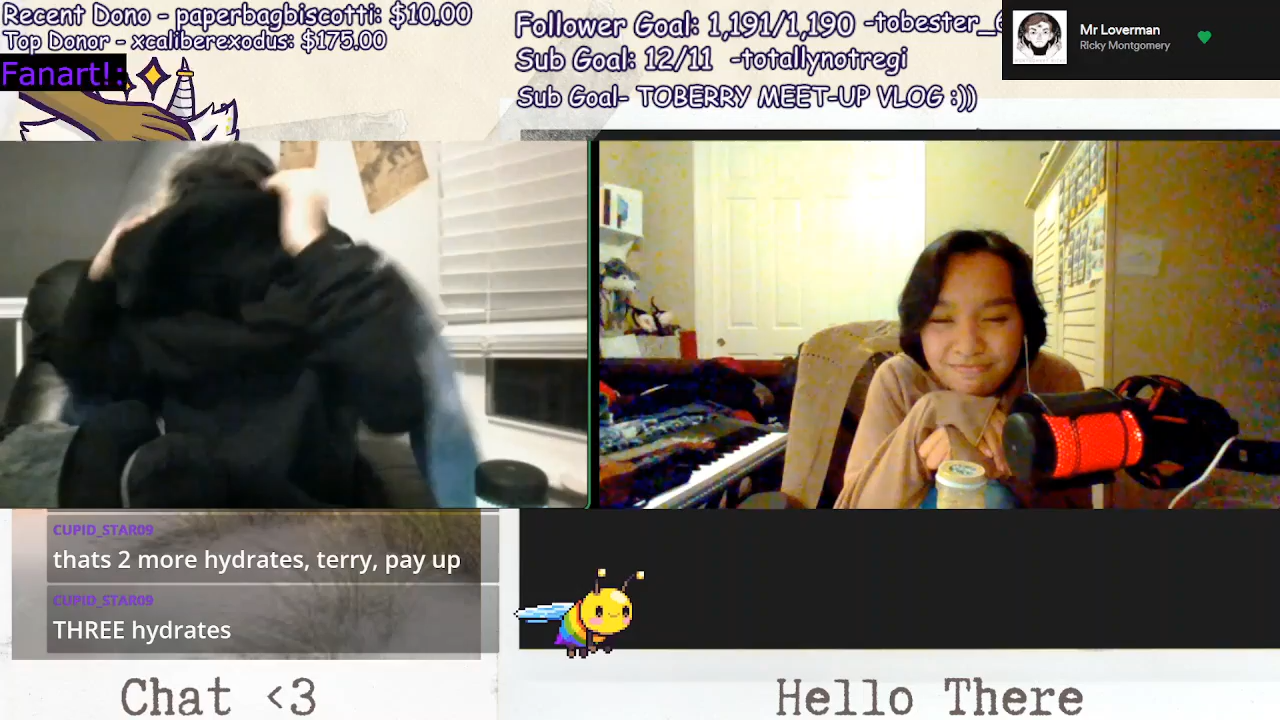 Recent Dono - paperbagbiscotti: $10.00
Top Donor - xcaliberexodus: $175.00
Fanart!:
Follower Goal: 1,191/1,190 -tobester_6
Sub Goal: 12/11 -totallynotregi
Sub Goal- TOBERRY MEET-UP VLOG :))
Mr Loverman
Ricky Montgomery
CUPID_STAR09
thats 2 more hydrates, terry, pay up
CUPID_STAR09
THREE hydrates
Chat <3
Hello There